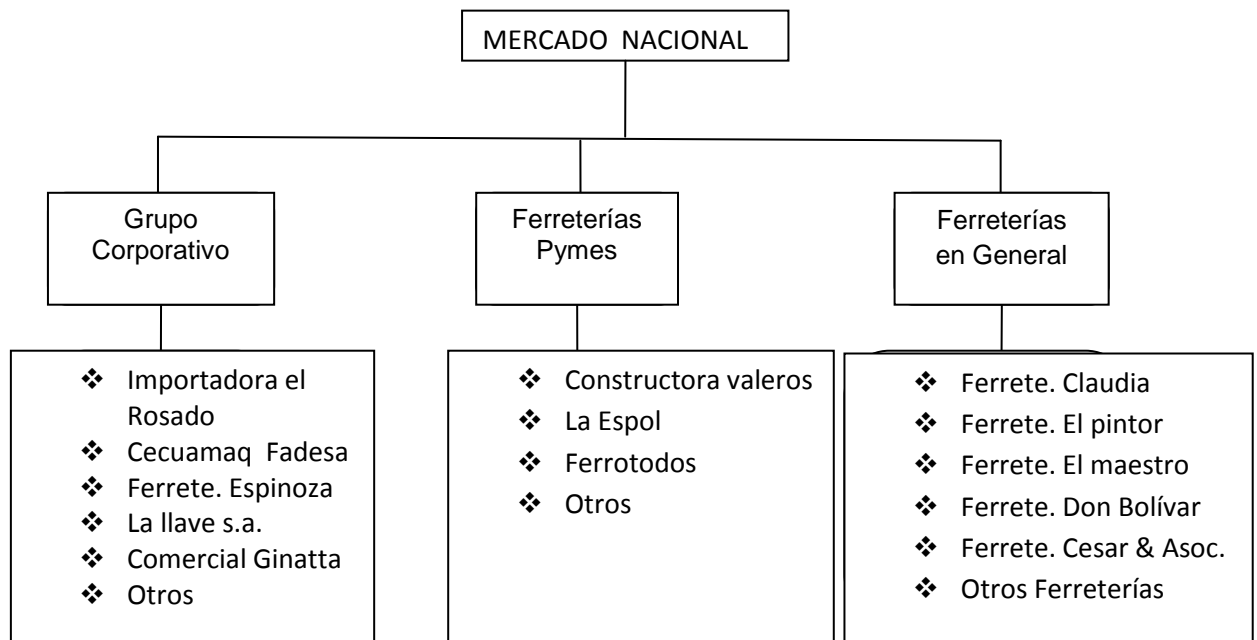 MERCADO NACIONAL
Grupo
Corporativo
Ferreterías
Pymes
Ferreterías
en General
❖ Importadora el
Rosado
❖ Cecuamaq Fadesa
❖ Ferrete. Espinoza
❖ La llave s.a.
❖ Comercial Ginatta
❖ Otros
❖ Constructora valeros
❖ La Espol
❖ Ferrotodos
❖ Otros
❖ Ferrete. Claudia
❖ Ferrete. El pintor
❖ Ferrete. El maestro
❖ Ferrete. Don Bolívar
❖ Ferrete. Cesar & Asoc.
❖ Otros Ferreterías